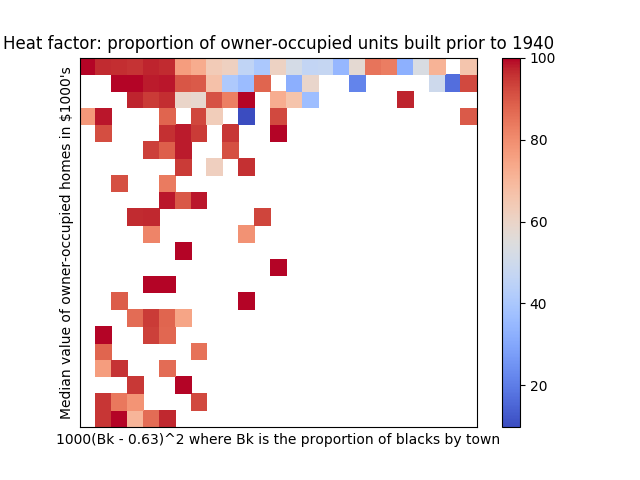 Heat factor: proportion of owner-occupied units built prior to 1940
Median value of owner-occupied homes in $1000's
1000(Bk - 0.63)^2 where Bk is the proportion of blacks by town
100
80
60
40
20